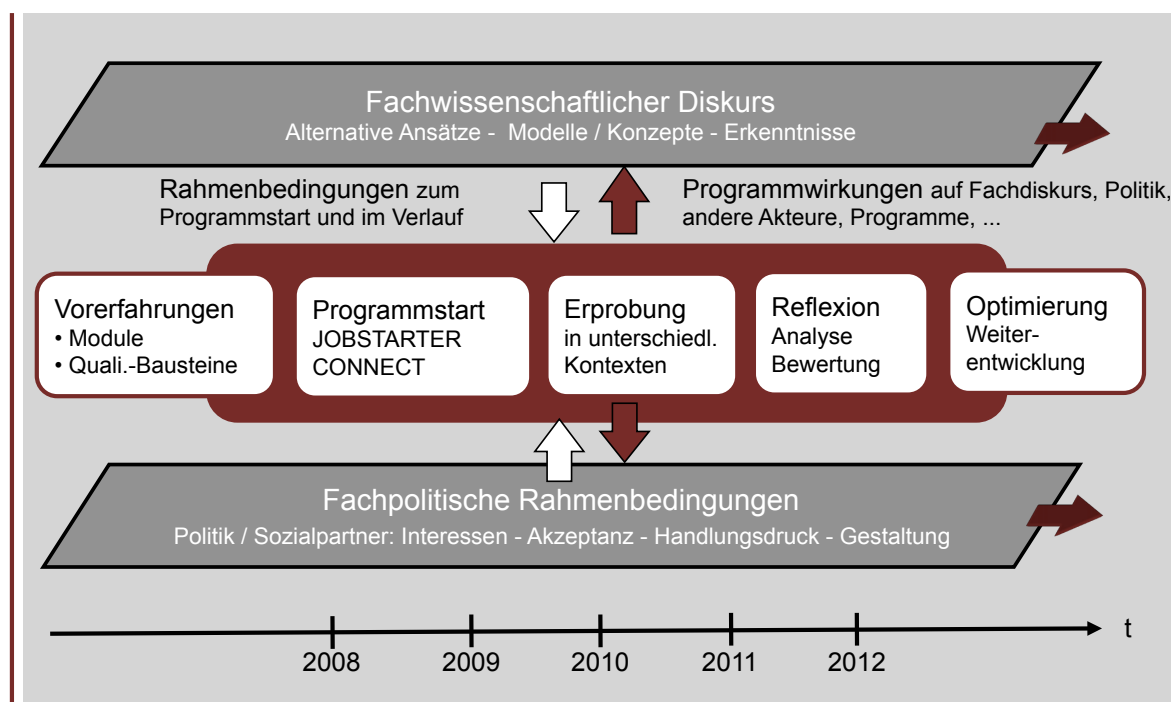 Fachwissenschaftlicher Diskurs
Alternative Ansätze - Modelle / Konzepte - Erkenntnisse
Rahmenbedingungen zum
Programmstart und im Verlauf
Programmwirkungen auf Fachdiskurs, Politik,
andere Akteure, Programme, ...
Vorerfahrungen
• Module
• Quali.-Bausteine
Programmstart
JOBSTARTER
CONNECT
Erprobung
in unterschiedl.
Kontexten
Reflexion
Analyse
Bewertung
Optimierung
Weiter-
entwicklung
Fachpolitische Rahmenbedingungen
Politik / Sozialpartner: Interessen - Akzeptanz - Handlungsdruck - Gestaltung
t
2008 2009 2010 2011 2012